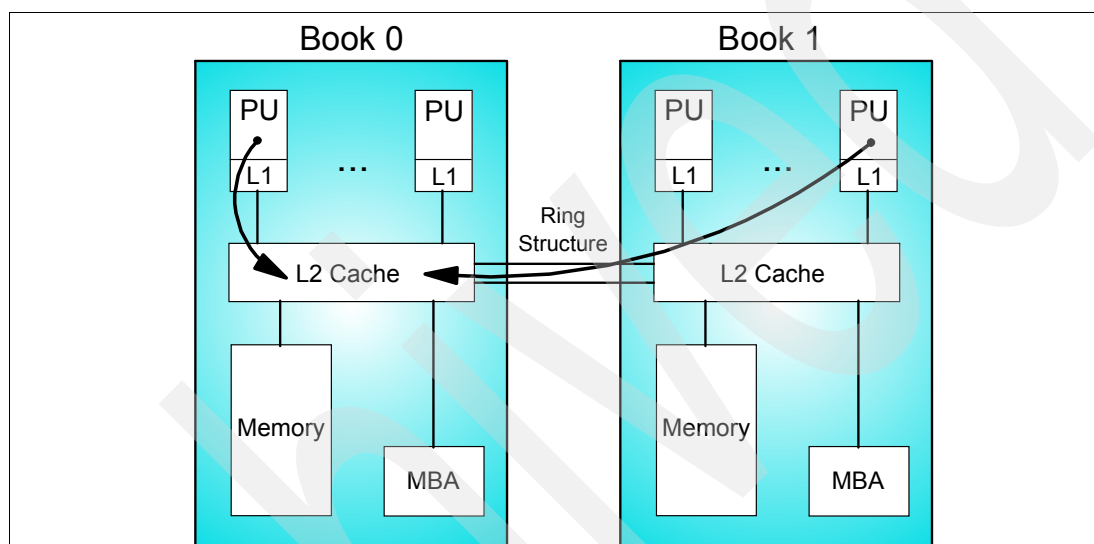 Book 0
Book 1
PU
PU
PU
PU
L1
...
L1
L1
...
L1
Ring
Structure
L2 Cache
L2 Cache
Memory
MBA
Memory
MBA